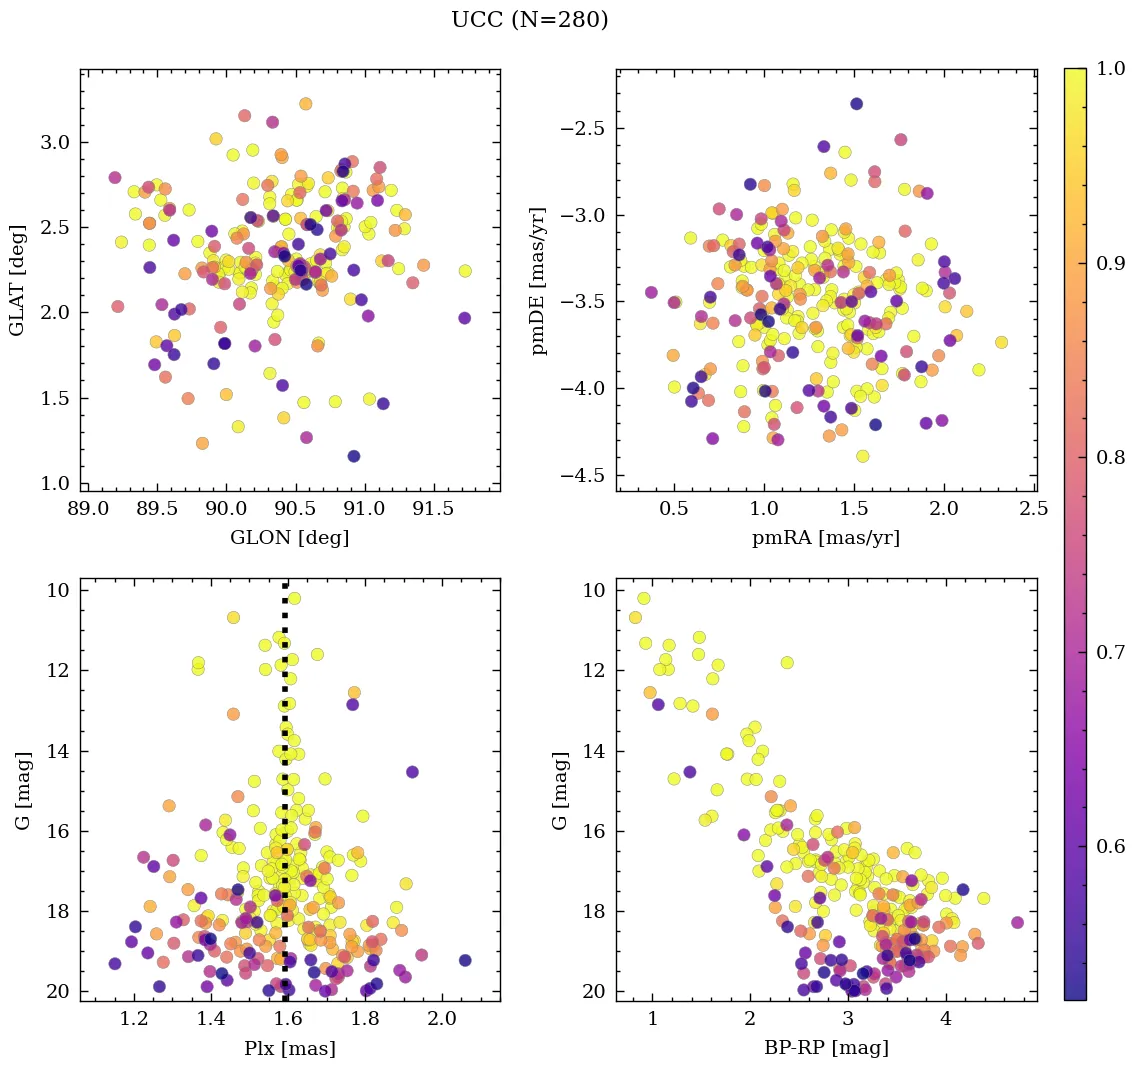 UCC (N=280)
3.0
2.5
2.0
1.5
1.0
GLAT [deg]
89.0 89.5 90.0 90.5 91.0 91.5
GLON [deg]
−2.5
−3.0
−3.5
−4.0
−4.5
pmDE [mas/yr]
0.5 1.0 1.5 2.0 2.5
pmRA [mas/yr]
10
12
14
16
18
20
G [mag]
1.2 1.4 1.6 1.8 2.0
Plx [mas]
10
12
14
16
18
20
G [mag]
1 2 3 4
BP-RP [mag]
1.0
0.9
0.8
0.7
0.6